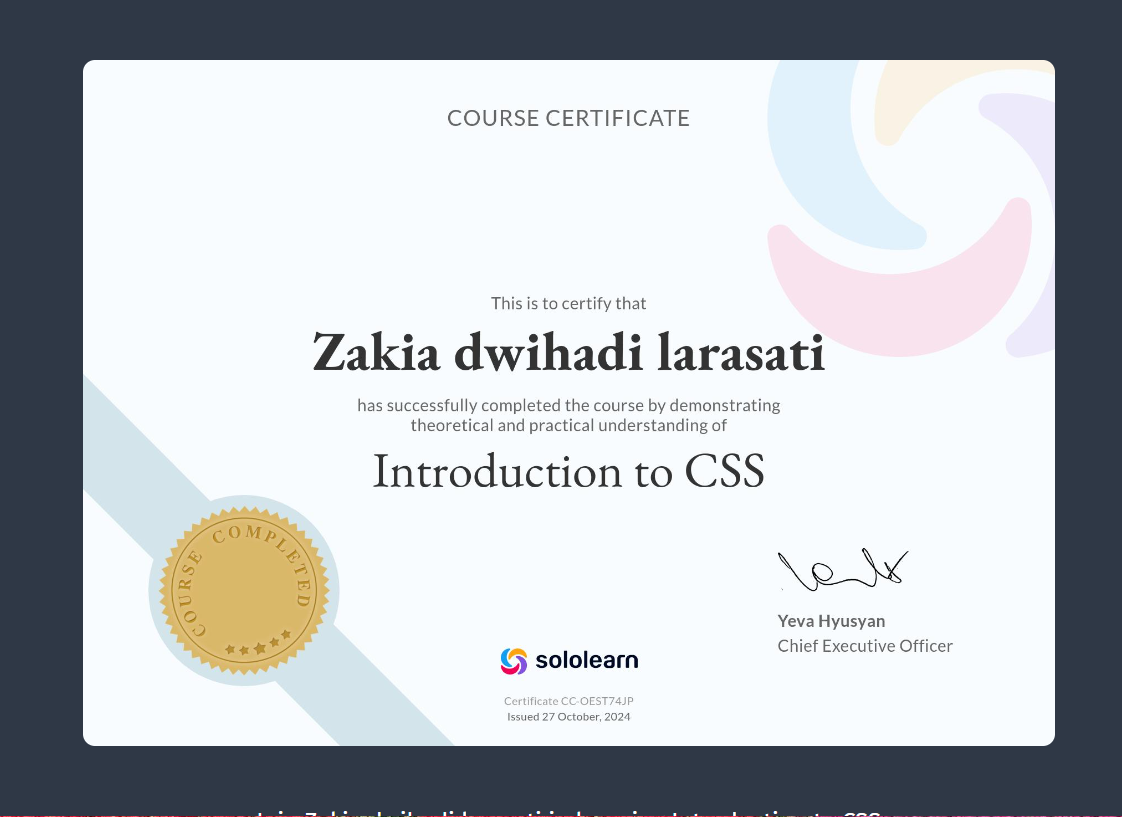 COURSE CERTIFICATE
This is to certify that
Zakia dwihadi larasati
has successfully completed the course by demonstrating
theoretical and practical understanding of
Introduction to CSS
COURSE COMPLETED
Yeva Hyusyan
Chief Executive Officer
sololearn
Certificate CC-OEST74JP
Issued 27 October, 2024